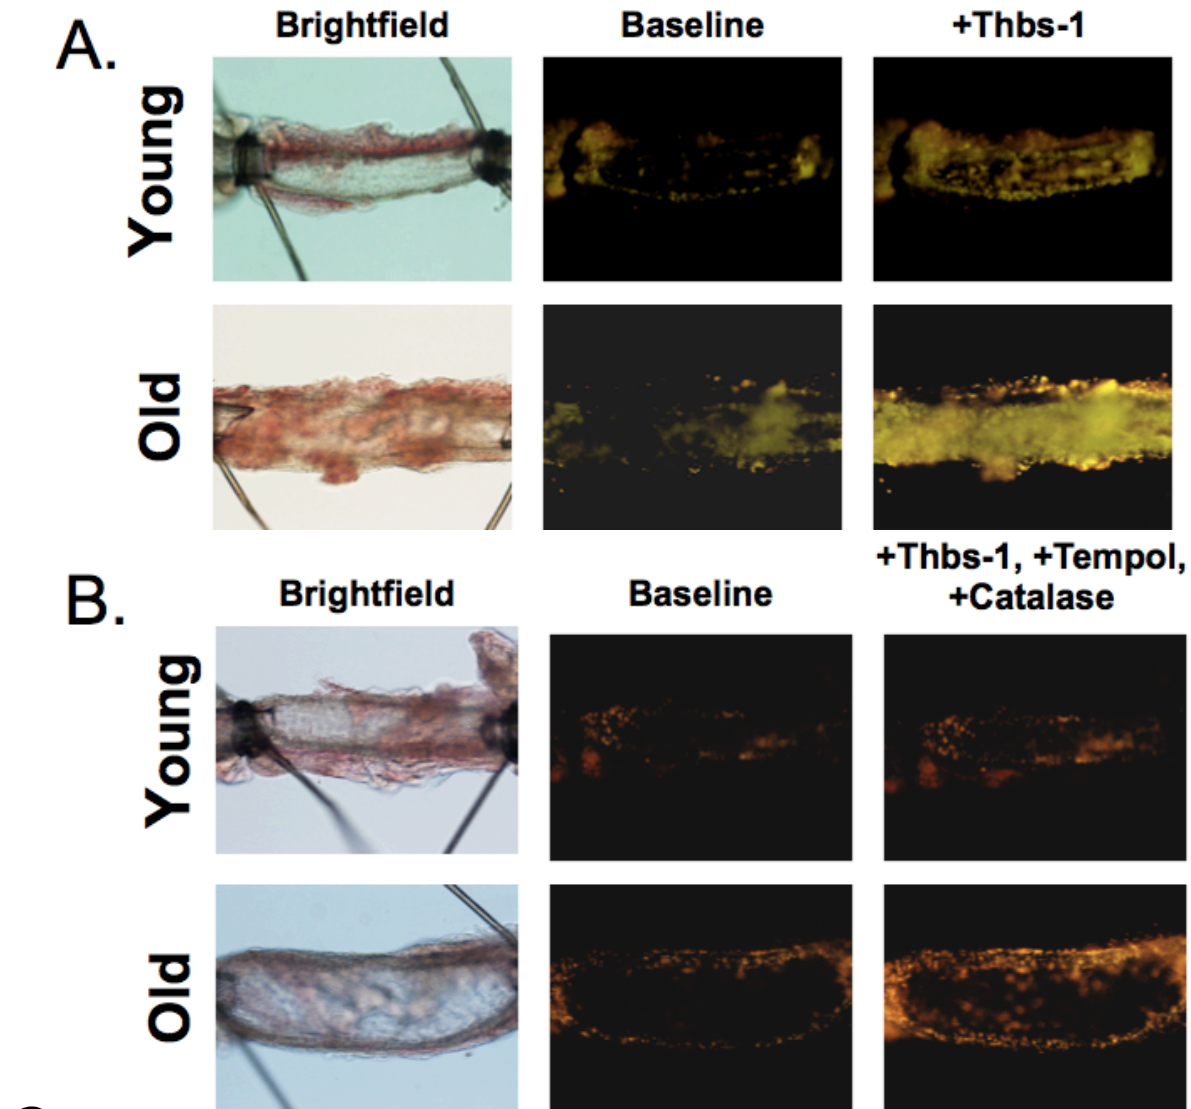 A.
Brightfield
Baseline
+Thbs-1
Young
Old
B.
Brightfield
Baseline
+Thbs-1, +Tempol,
+Catalase
Young
Old